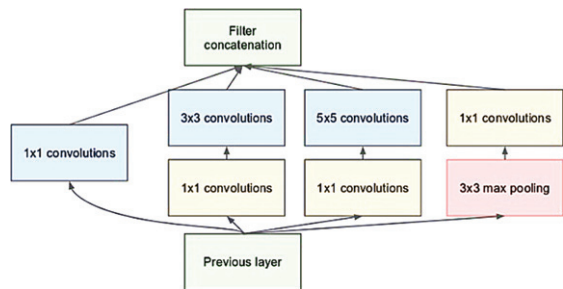 Filter
concatenation
3x3 convolutions
5x5 convolutions
1x1 convolutions
1x1 convolutions
1x1 convolutions
1x1 convolutions
3x3 max pooling
Previous layer